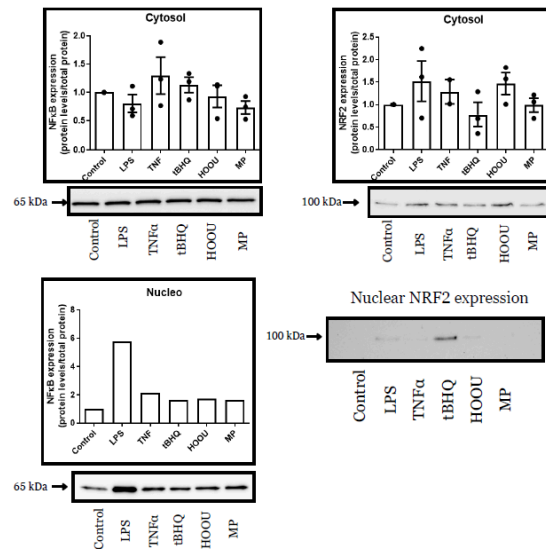 Cytosol
NFκB expression
(protein levels/total protein)
2.0
1.5
1.0
0.5
0.0
Control
LPS
TNF
tBHQ
HOOU
MP
65 kDa
Control
LPS
TNFα
tBHQ
HOOU
MP
Cytosol
NRF2 expression
(protein levels/total protein)
2.5
2.0
1.5
1.0
0.5
0.0
Control
LPS
TNF
tBHQ
HOOU
MP
100 kDa
Control
LPS
TNFα
tBHQ
HOOU
MP
Nucleo
NFκB expression
(protein levels/total protein)
8
6
4
2
0
Control
LPS
TNF
tBHQ
HOOU
MP
65 kDa
Control
LPS
TNFα
tBHQ
HOOU
MP
Nuclear NRF2 expression
100 kDa
Control
LPS
TNFα
tBHQ
HOOU
MP